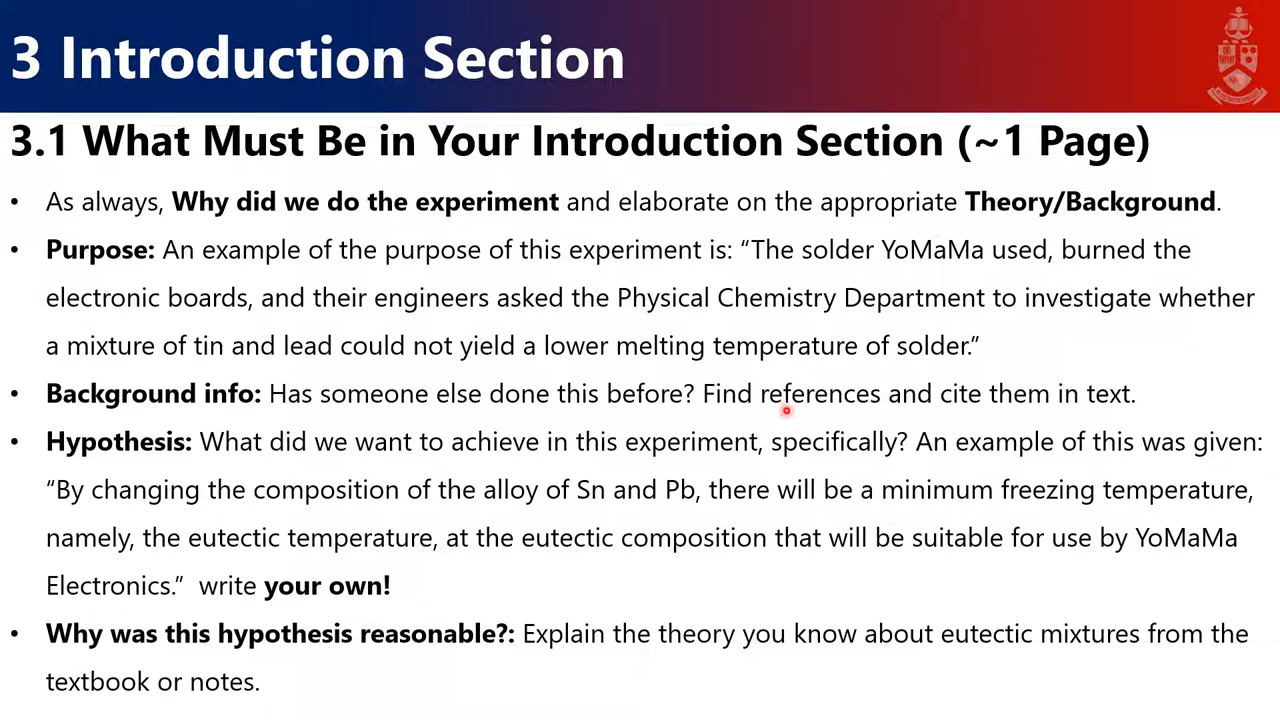 3 Introduction Section
3.1 What Must Be in Your Introduction Section (~1 Page)
• As always, Why did we do the experiment and elaborate on the appropriate Theory/Background.
• Purpose: An example of the purpose of this experiment is: “The solder YoMaMa used, burned the
electronic boards, and their engineers asked the Physical Chemistry Department to investigate whether
a mixture of tin and lead could not yield a lower melting temperature of solder.”
• Background info: Has someone else done this before? Find references and cite them in text.
• Hypothesis: What did we want to achieve in this experiment, specifically? An example of this was given:
“By changing the composition of the alloy of Sn and Pb, there will be a minimum freezing temperature,
namely, the eutectic temperature, at the eutectic composition that will be suitable for use by YoMaMa
Electronics.”  write your own!
• Why was this hypothesis reasonable?: Explain the theory you know about eutectic mixtures from the
textbook or notes.